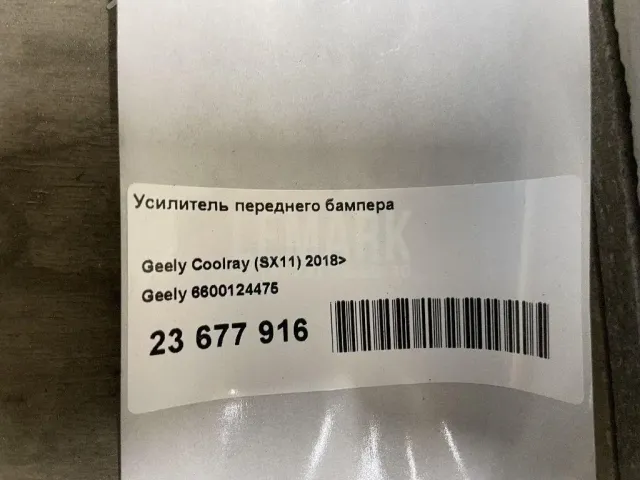 Усилитель переднего бампера
Geely Coolray (SX11) 2018>
Geely 6600124475
23 677 916